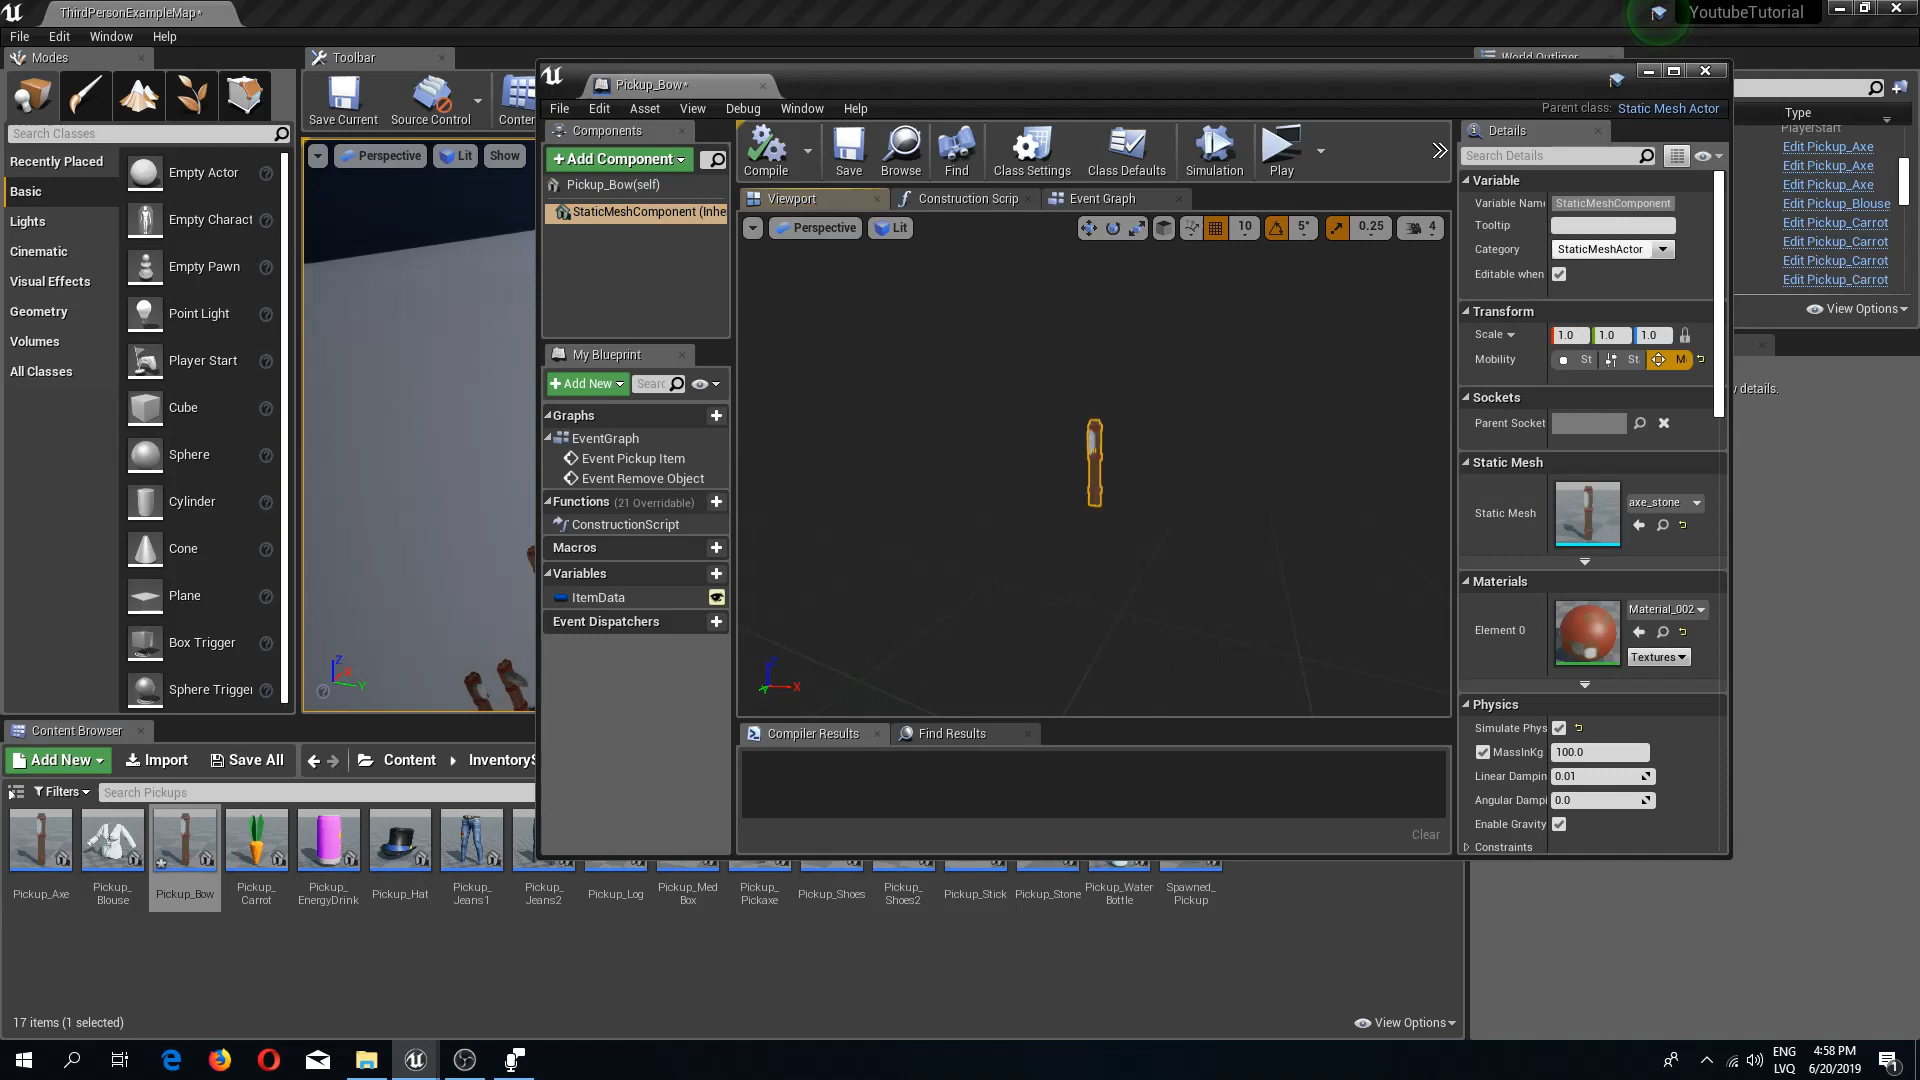 ThirdPersonExampleMap*
YoutubeTutorial
File Edit Window Help
Modes
Toolbar
World Outliner
Save Current
Source Control
Search Classes
Recently Placed
Basic
Lights
Cinematic
Visual Effects
Geometry
Volumes
All Classes
Empty Actor
Empty Charact
Empty Pawn
Point Light
Player Start
Cube
Sphere
Cylinder
Cone
Plane
Box Trigger
Sphere Trigger
Perspective
Lit
Show
Z
Y
Pickup_Bow*
File Edit Asset View Debug Window Help
Parent class: Static Mesh Actor
Components
+Add Component
Pickup_Bow(self)
StaticMeshComponent (Inhe
My Blueprint
+Add New
Searc
Graphs
EventGraph
Event Pickup Item
Event Remove Object
Functions (21 Overridable)
ConstructionScript
Macros
Variables
ItemData
Event Dispatchers
Compile
Save
Browse
Find
Class Settings
Class Defaults
Simulation
Play
Viewport
Construction Scrip
Event Graph
Perspective
Lit
10
5°
0.25
4
Z
X
Y
Compiler Results
Find Results
Clear
Details
Search Details
Variable
Variable Nam StaticMeshComponent
Tooltip
Category StaticMeshActor
Editable when
Transform
Scale 1.0 1.0 1.0
Mobility St St M
Sockets
Parent Socket
Static Mesh
Static Mesh axe_stone
Materials
Element 0 Material_002
Textures
Physics
Simulate Phys
MassInKg 100.0
Linear Dampin 0.01
Angular Dampi 0.0
Enable Gravity
Constraints
Type
PlayerStart
Edit Pickup_Axe
Edit Pickup_Axe
Edit Pickup_Axe
Edit Pickup_Blouse
Edit Pickup_Carrot
Edit Pickup_Carrot
Edit Pickup_Carrot
Edit Pickup_Carrot
View Options
details.
Content Browser
Add New
Import
Save All
Content
Filters
Search Pickups
Pickup_Axe
Pickup_
Blouse
Pickup_Bow
Pickup_
Carrot
Pickup_
EnergyDrink
Pickup_Hat
Pickup_
Jeans1
Pickup_
Jeans2
Pickup_Log
Pickup_Med
Box
Pickup_
Pickaxe
Pickup_Shoes
Pickup_
Shoes2
Pickup_Stick
Pickup_Stone
Pickup_Water
Bottle
Spawned_
Pickup
17 items (1 selected)
View Options
ENG
LVQ
4:58 PM
6/20/2019
1